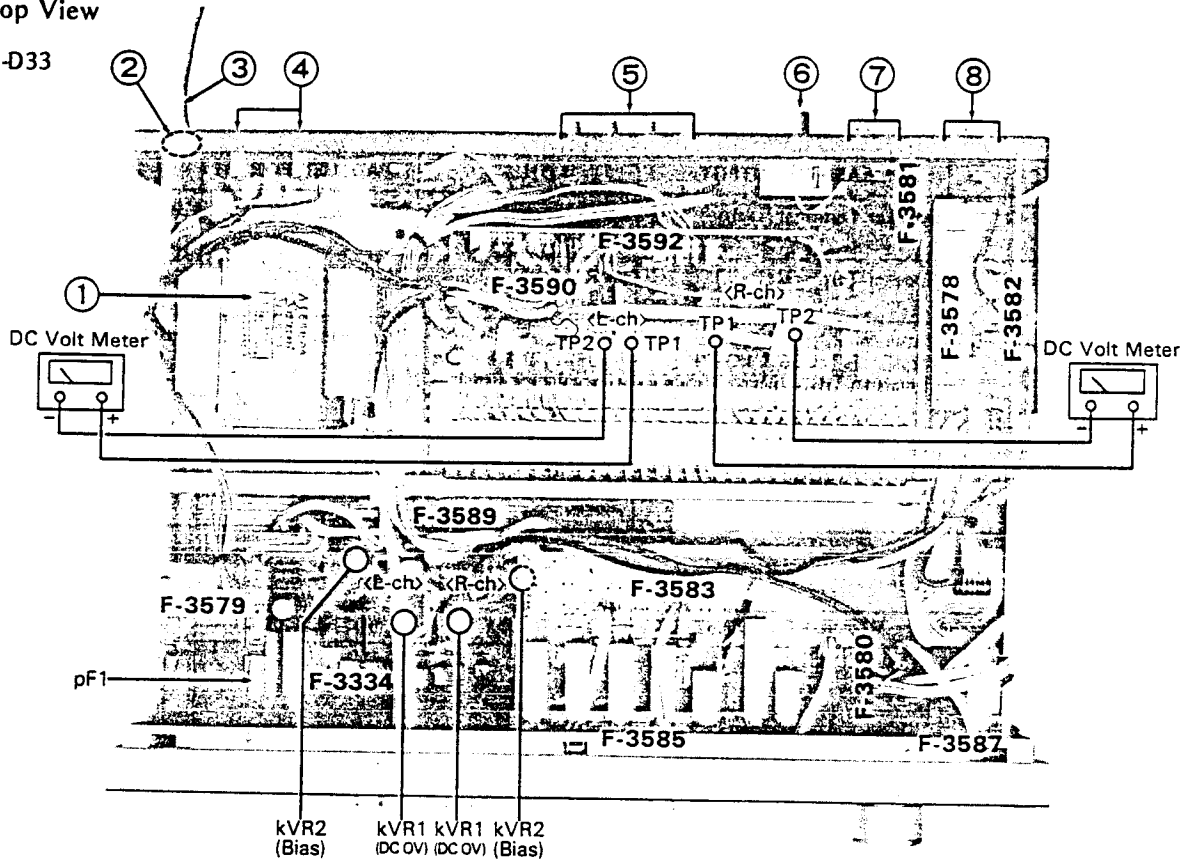 op View
-D33
2
3
4
5
6
7
8
F-3581
F-3592
F-3590
<R-ch>
F-3578
F-3582
1
<L-ch>
TP1
TP2
TP2
TP1
DC Volt Meter
DC Volt Meter
- +
- +
F-3589
<L-ch>
<R-ch>
F-3583
F-3579
F-3580
pF1
F-3334
F-3585
F-3587
kVR2 kVR1 kVR1 kVR2
(Bias) (DC 0V) (DC 0V) (Bias)